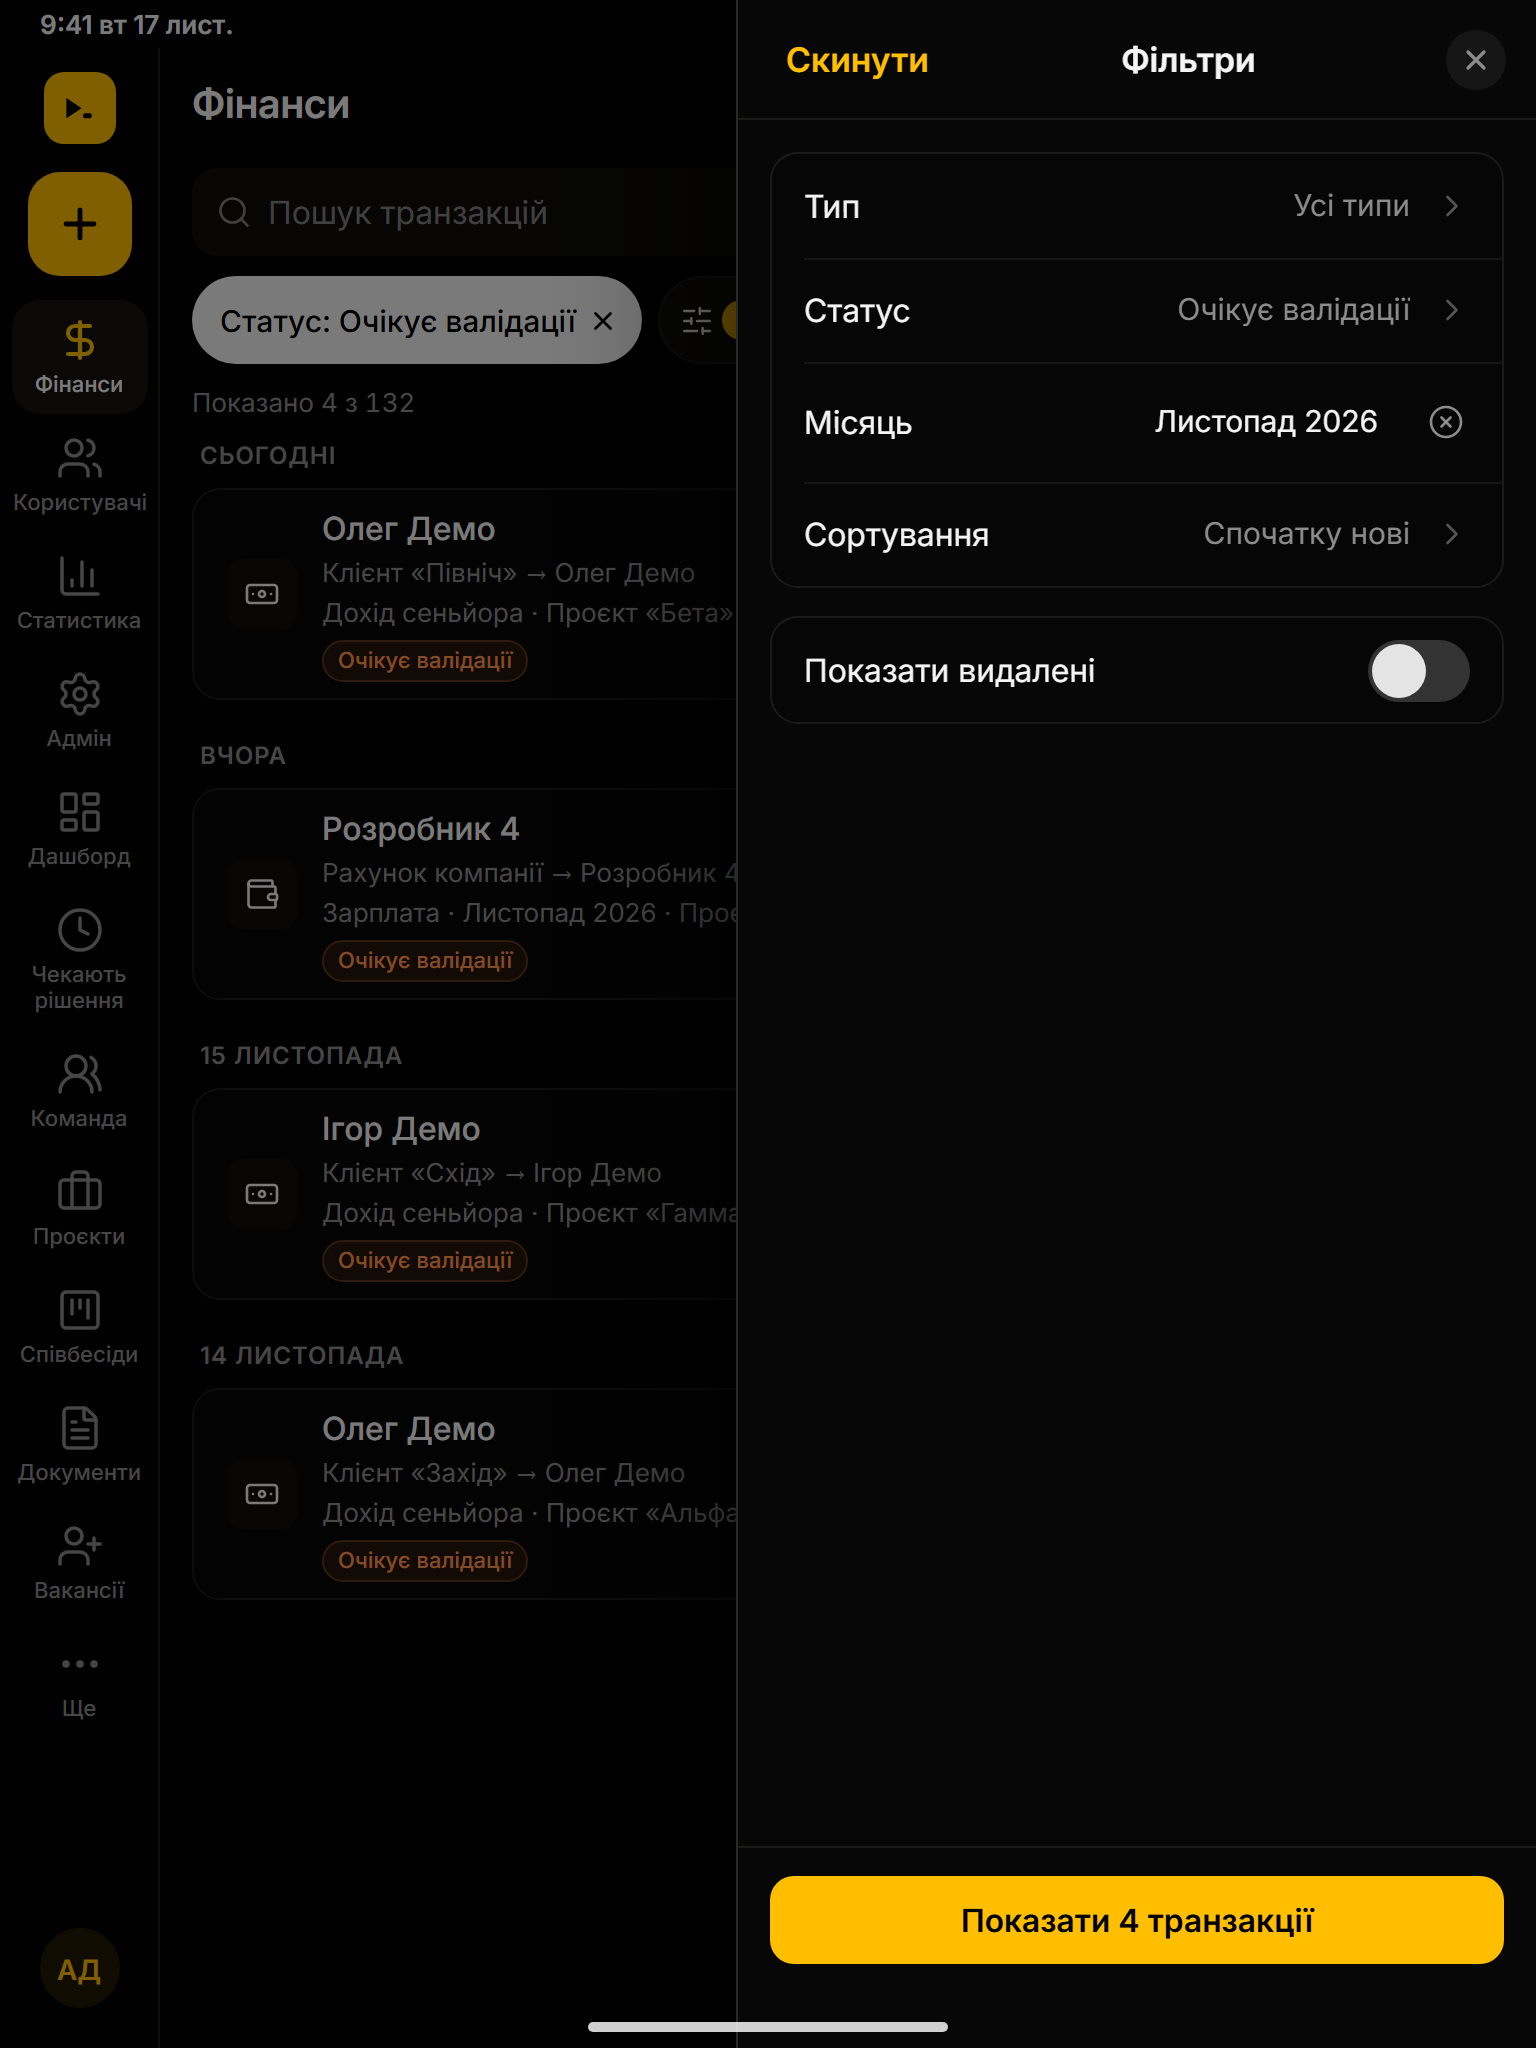 9:41 вт 17 лист.
Фінанси
Користувачі
Статистика
Адмін
Дашборд
Чекають
рішення
Команда
Проєкти
Співбесіди
Документи
Вакансії
Ще
АД
Фінанси
Пошук транзакцій
Статус: Очікує валідації
Показано 4 з 132
СЬОГОДНІ
Олег Демо
Клієнт «Північ» → Олег Демо
Дохід сеньйора · Проєкт «Бета»
Очікує валідації
ВЧОРА
Розробник 4
Рахунок компанії → Розробник 4
Зарплата · Листопад 2026 ·
Очікує валідації
15 ЛИСТОПАДА
Ігор Демо
Клієнт «Схід» → Ігор Демо
Дохід сеньйора · Проєкт «Гамма
Очікує валідації
14 ЛИСТОПАДА
Олег Демо
Клієнт «Захід» → Олег Демо
Дохід сеньйора · Проєкт «Альфа
Очікує валідації
Скинути
Фільтри
Тип
Усі типи
Статус
Очікує валідації
Місяць
Листопад 2026
Сортування
Спочатку нові
Показати видалені
Показати 4 транзакції